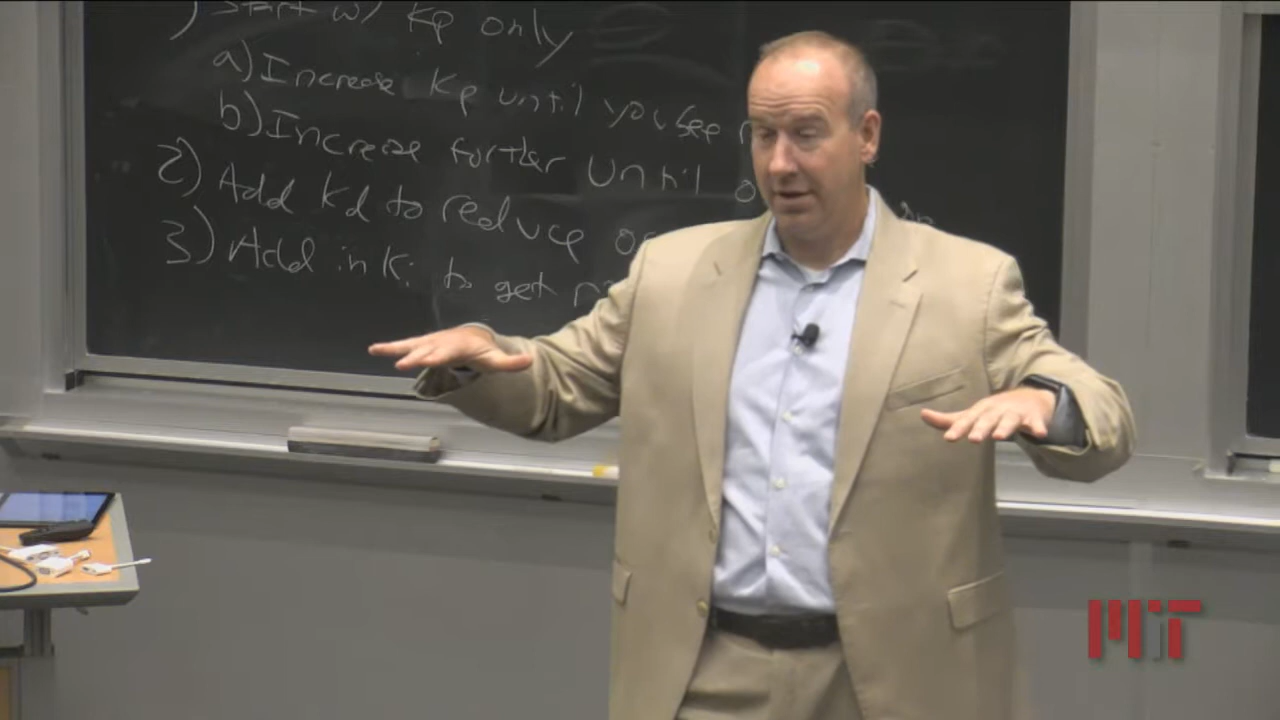 1) Start w/ Kp only
a) Increase Kp until you see
b) Increase further until
2) Add Kd to reduce
3) Add in Ki to get
MIT